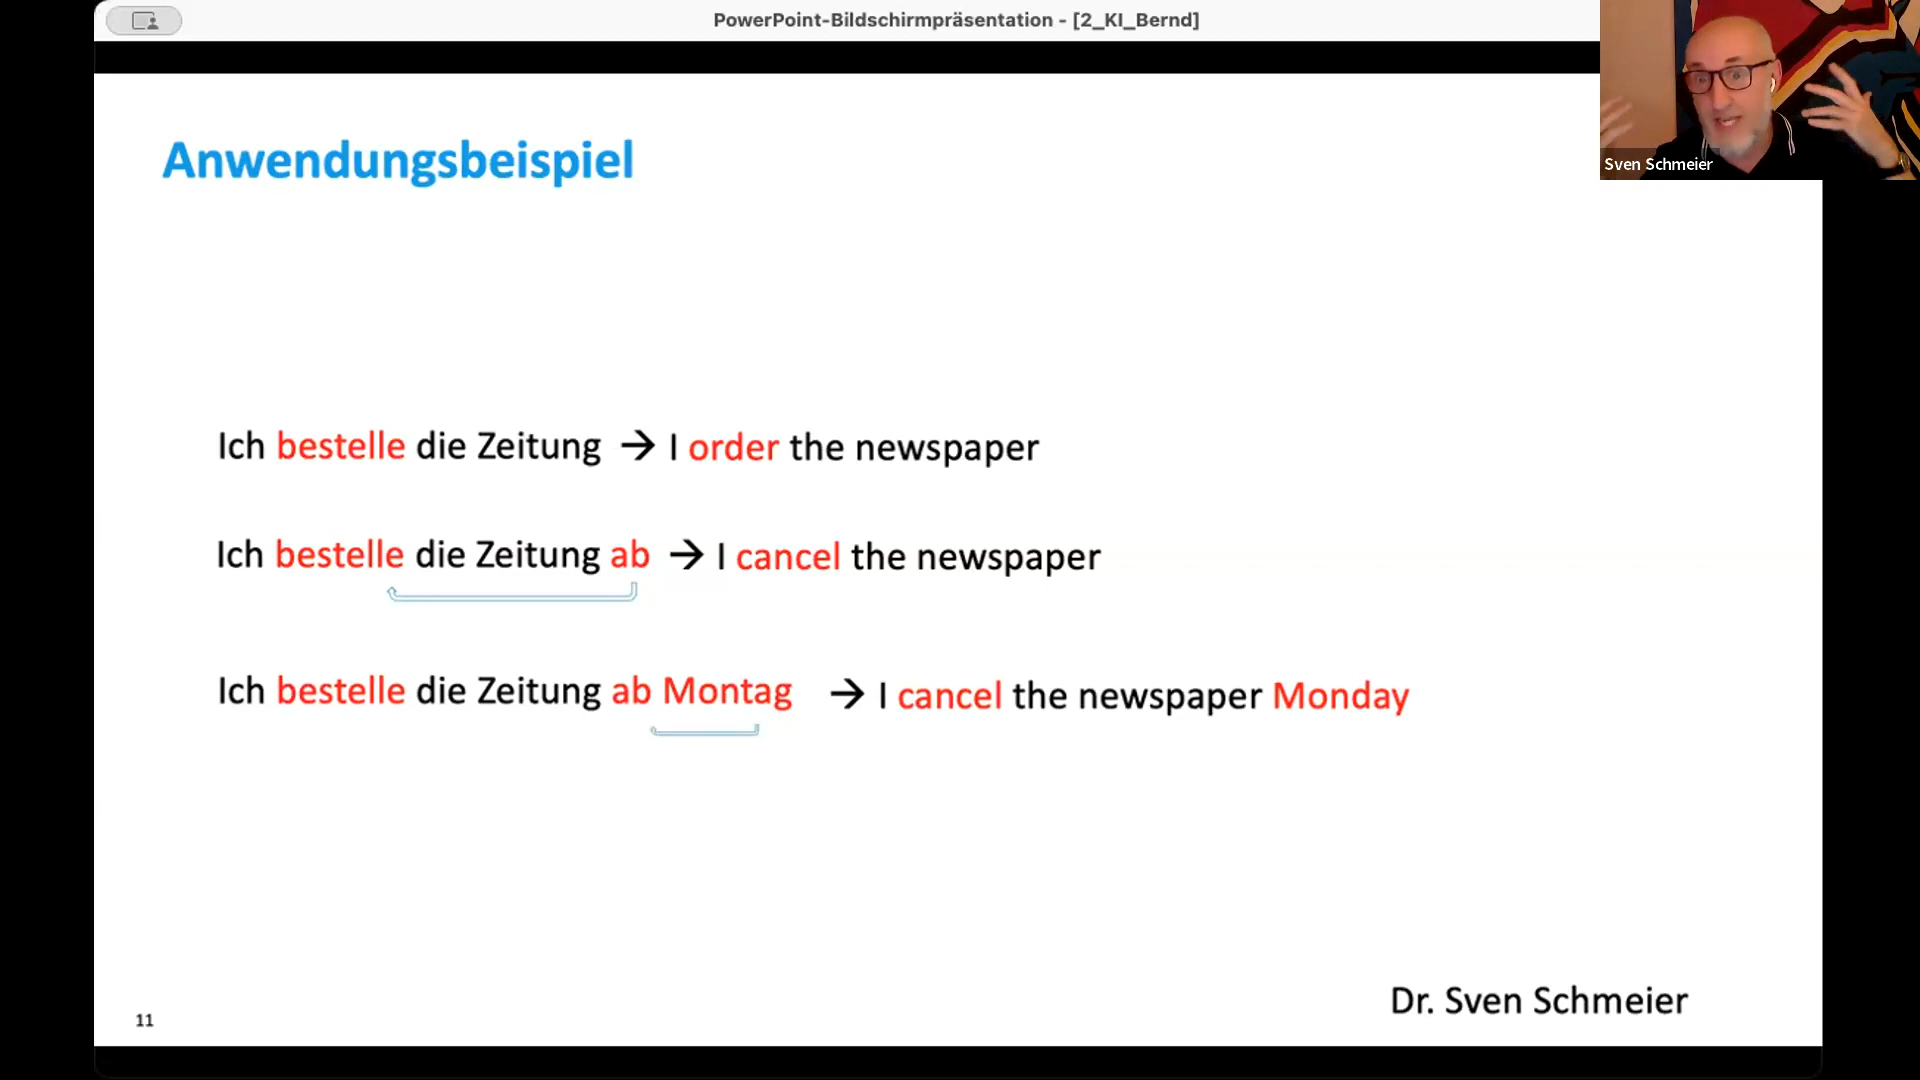 PowerPoint-Bildschirmpräsentation - [2_KI_Bernd]
Sven Schmeier
Anwendungsbeispiel
Ich bestelle die Zeitung → I order the newspaper
Ich bestelle die Zeitung ab → I cancel the newspaper
Ich bestelle die Zeitung ab Montag → I cancel the newspaper Monday
Dr. Sven Schmeier
11